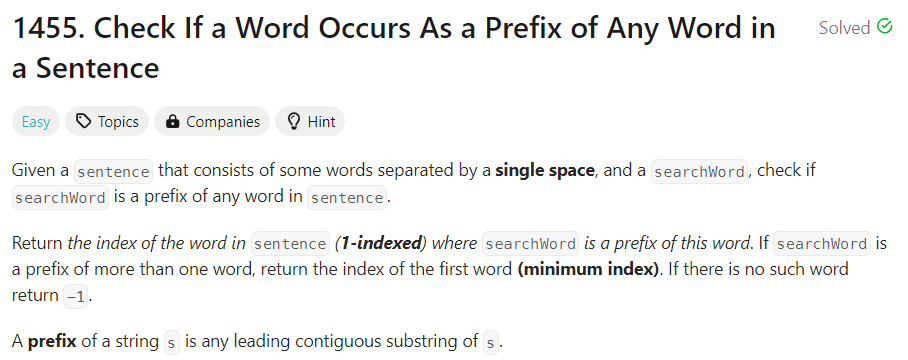 1455. Check If a Word Occurs As a Prefix of Any Word in
Solved
a Sentence
Easy Topics Companies Hint
Given a sentence that consists of some words separated by a single space, and a searchWord, check if
searchWord is a prefix of any word in sentence.
Return the index of the word in sentence (1-indexed) where searchWord is a prefix of this word. If searchWord is
a prefix of more than one word, return the index of the first word (minimum index). If there is no such word
return -1.
A prefix of a string s is any leading contiguous substring of s.